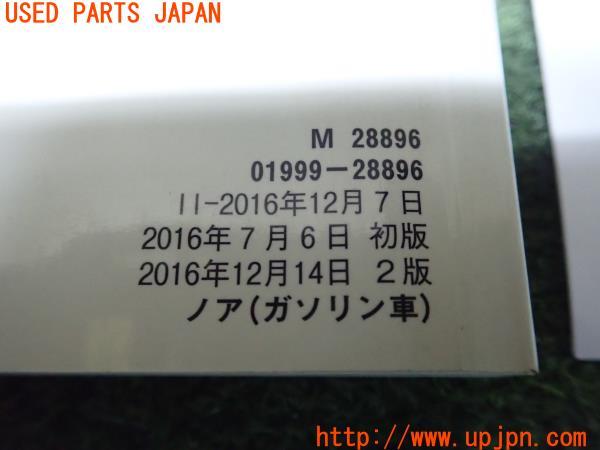 USED PARTS JAPAN
M 28896
01999-28896
II-2016年12月7日
2016年7月6日 初版
2016年12月14日 2版
ノア(ガソリン車)
http://www.upjpn.com/